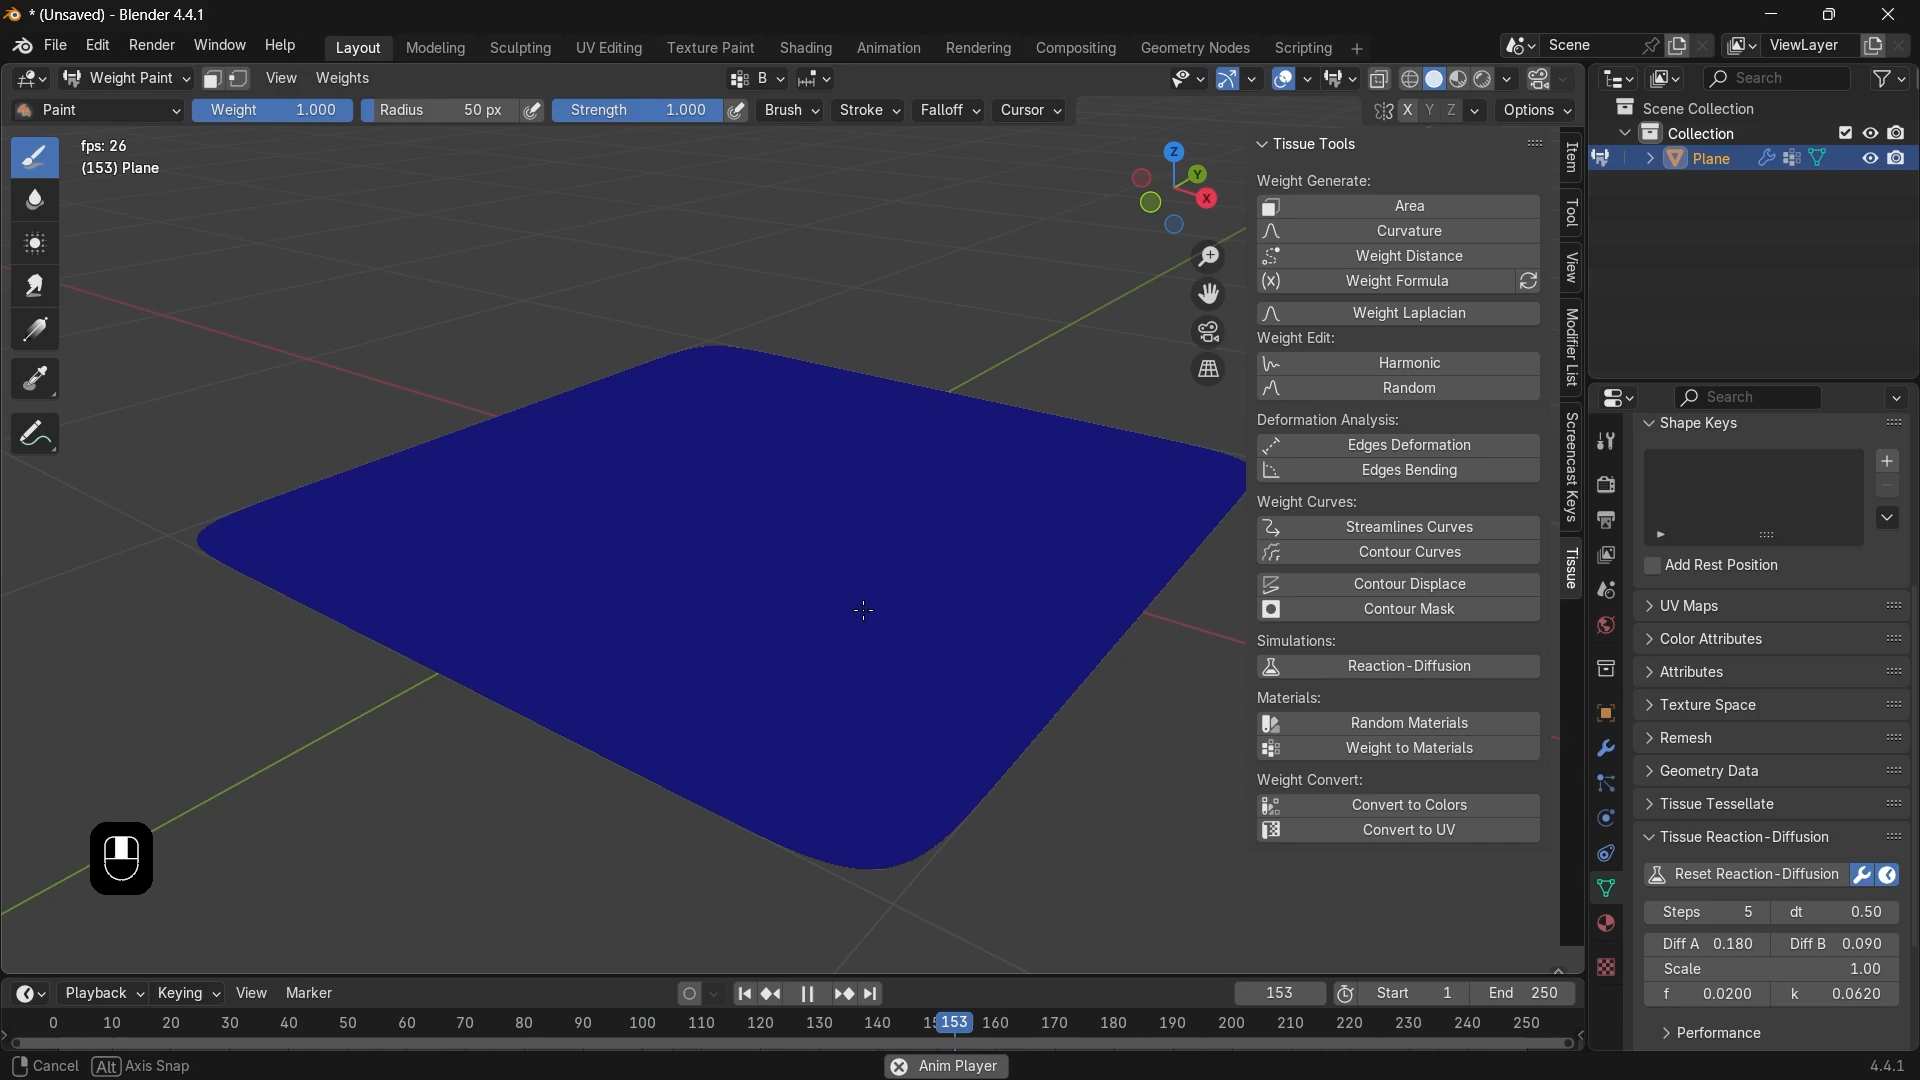 * (Unsaved) - Blender 4.4.1
File Edit Render Window Help
Layout Modeling Sculpting UV Editing Texture Paint Shading Animation Rendering Compositing Geometry Nodes Scripting +
Scene
ViewLayer
Weight Paint
View Weights
B
Search
Paint
Weight 1.000
Radius 50 px
Strength 1.000
Brush Stroke Falloff Cursor
X Y Z
Options
Scene Collection
Collection
Plane
fps: 26
(153) Plane
Z
Y
X
Tissue Tools
Weight Generate:
Area
Curvature
Weight Distance
(x) Weight Formula
Weight Laplacian
Weight Edit:
Harmonic
Random
Deformation Analysis:
Edges Deformation
Edges Bending
Weight Curves:
Streamlines Curves
Contour Curves
Contour Displace
Contour Mask
Simulations:
Reaction-Diffusion
Materials:
Random Materials
Weight to Materials
Weight Convert:
Convert to Colors
Convert to UV
Item
Tool
View
Modifier List
Screencast Keys
Tissue
Search
Shape Keys
Add Rest Position
UV Maps
Color Attributes
Attributes
Texture Space
Remesh
Geometry Data
Tissue Tessellate
Tissue Reaction-Diffusion
Reset Reaction-Diffusion
Steps 5 dt 0.50
Diff A 0.180 Diff B 0.090
Scale 1.00
f 0.0200 k 0.0620
Performance
Playback Keying View Marker
153
Start 1
End 250
0 10 20 30 40 50 60 70 80 90 100 110 120 130 140 153 160 170 180 190 200 210 220 230 240 250
Cancel Alt Axis Snap
Anim Player
4.4.1